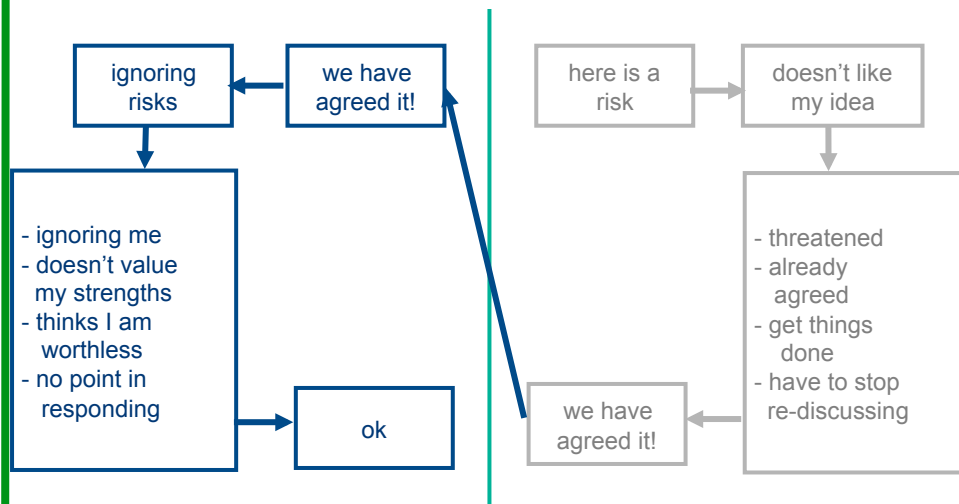 ignoring
risks
we have
agreed it!
- ignoring me
- doesn’t value
my strengths
- thinks I am
worthless
- no point in
responding
ok
here is a
risk
doesn’t like
my idea
- threatened
- already
agreed
- get things
done
- have to stop
re-discussing
we have
agreed it!